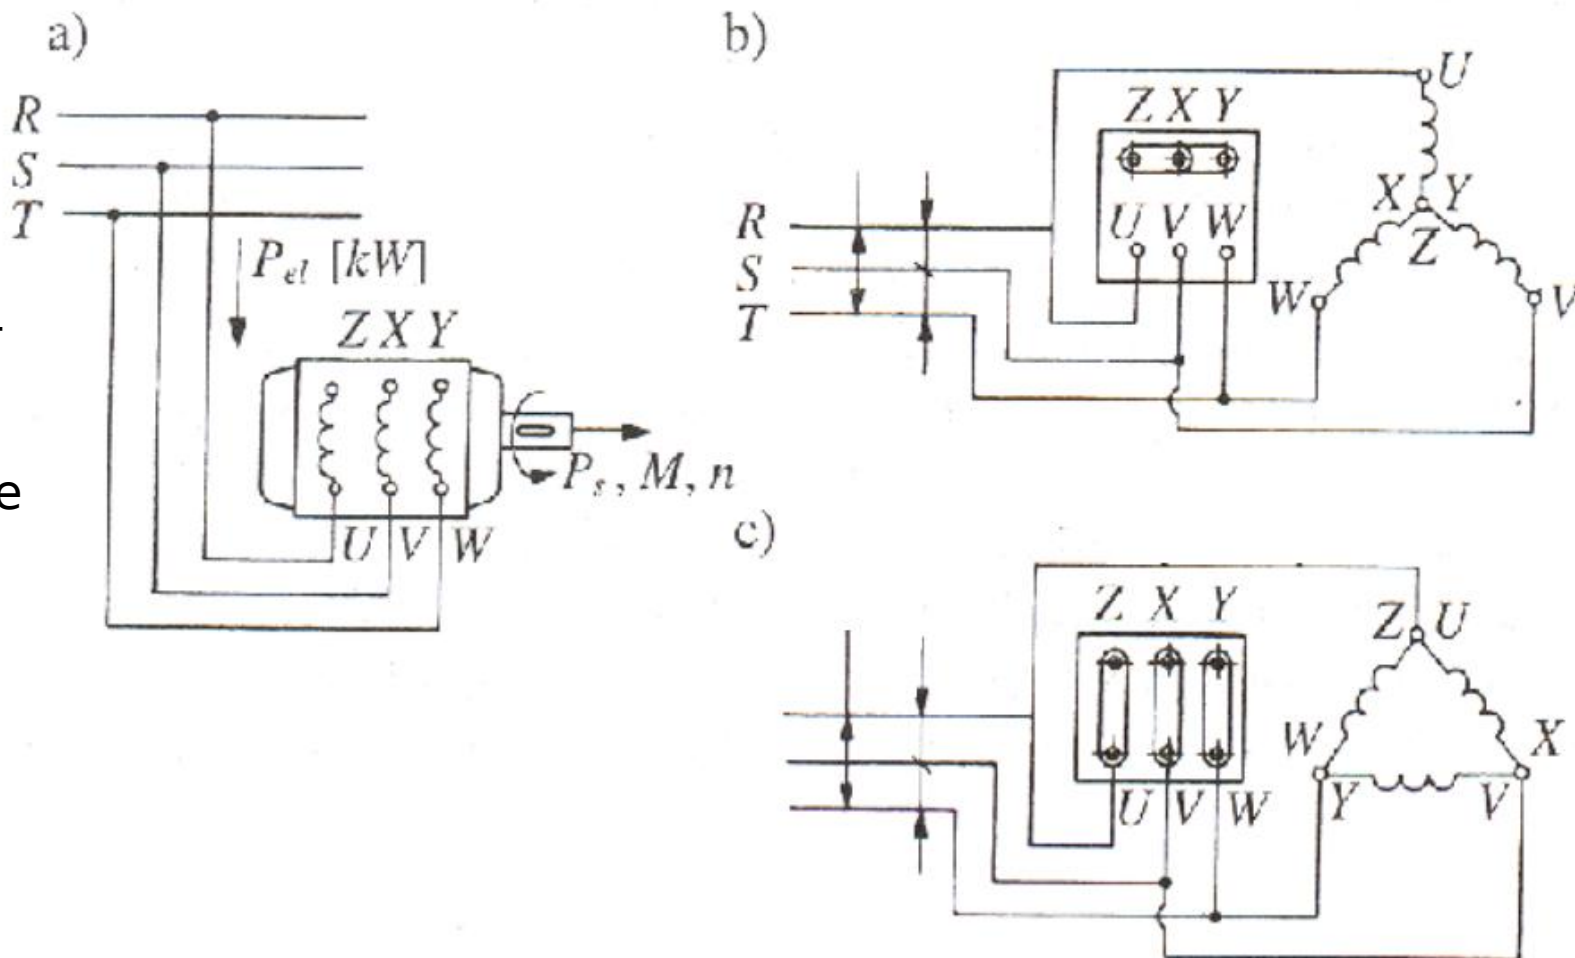 a)
R
S
T
P_el [kW]
Z X Y
U V W
P_s, M, n
e
b)
U
Z X Y
X Y
Z
R
S
T
U V W
W
V
c)
Z X Y
Z U
W
X
Y
V
U V W